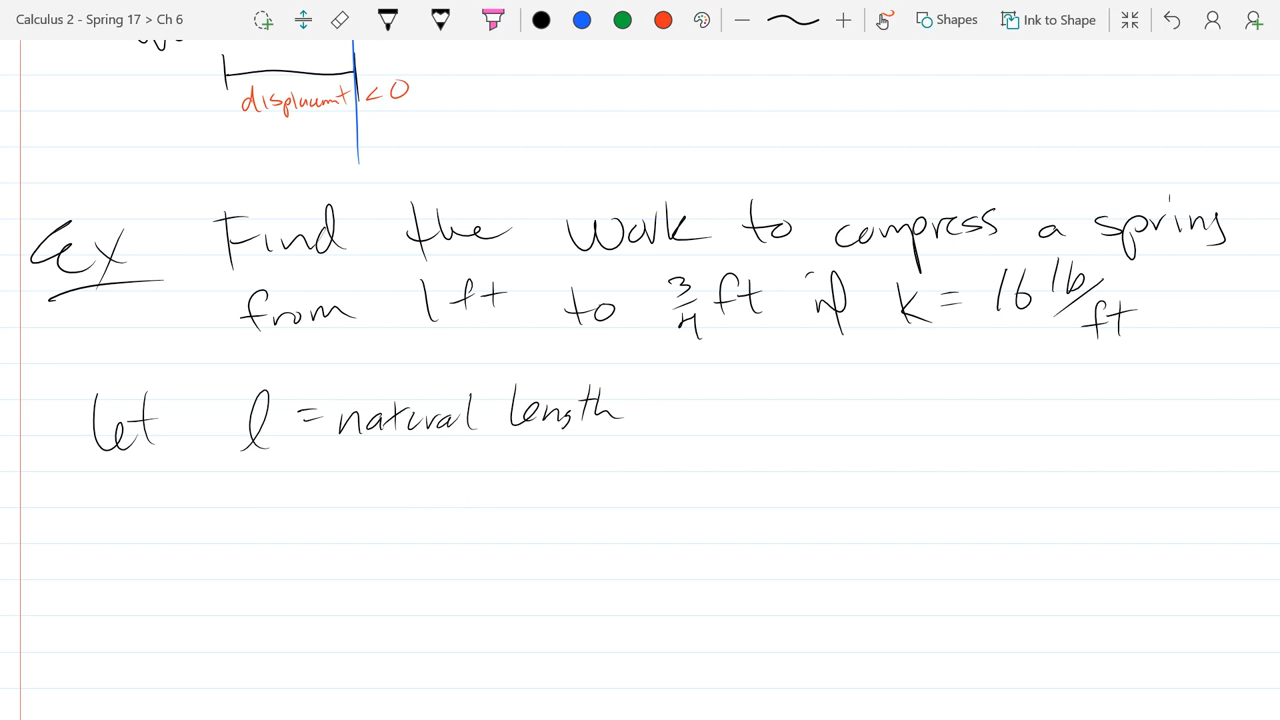 Calculus 2 - Spring 17 > Ch 6
Shapes
Ink to Shape
< 0
Ex Find the work to compress a spring
from 1 ft to 3/4 ft if k = 16 lb/ft
Let l = natural length